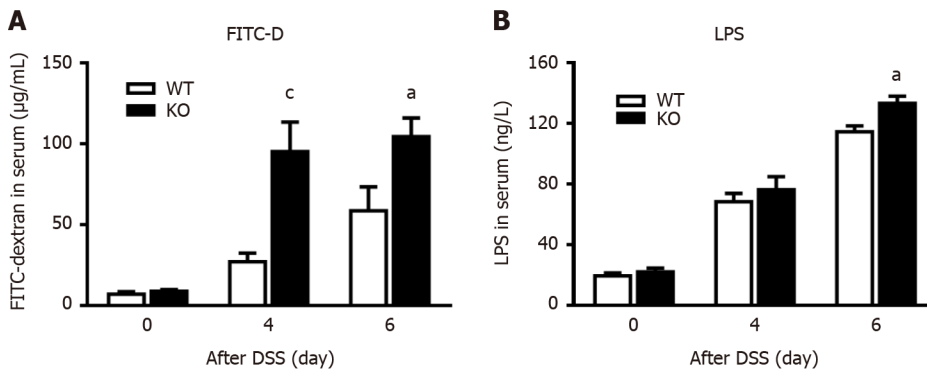 A
FITC-D
FITC-dextran in serum (µg/mL)
150
100
50
0
WT
KO
c
a
0
4
6
After DSS (day)
B
LPS
LPS in serum (ng/L)
160
120
80
40
0
WT
KO
a
0
4
6
After DSS (day)